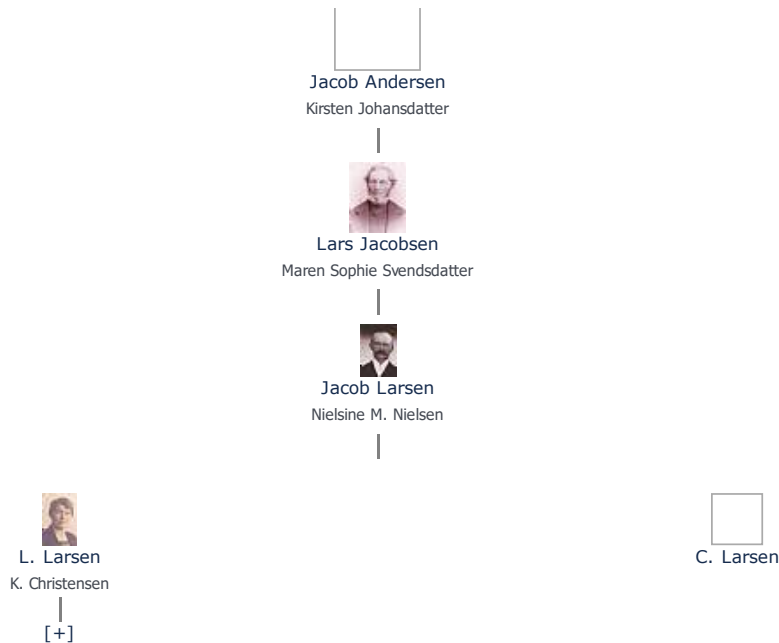 Jacob Andersen
Kirsten Johansdatter
Lars Jacobsen
Maren Sophie Svendsdatter
Jacob Larsen
Nielsine M. Nielsen
L. Larsen
K. Christensen
[+]
C. Larsen